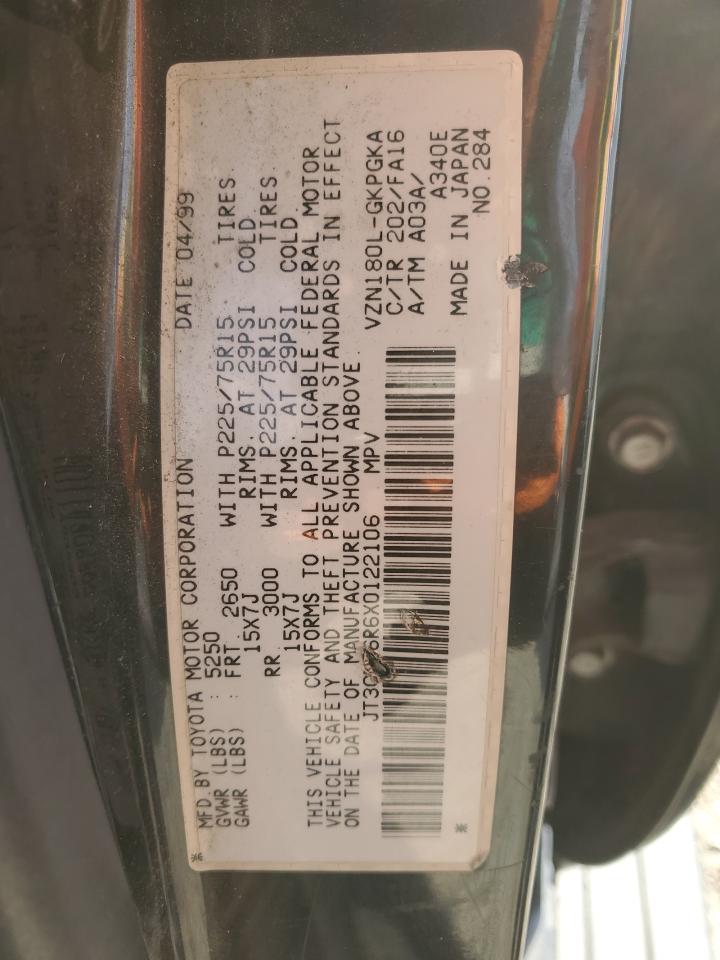 MFD. BY TOYOTA MOTOR CORPORATION DATE 04/99
GVWR (LBS) : 5250
GAWR (LBS) : FRT. 2650 WITH P225/75R15 TIRES.
15X7J RIMS. AT 29PSI COLD.
RR. 3000 WITH P225/75R15 TIRES
15X7J RIMS. AT 29PSI COLD
THIS VEHICLE CONFORMS TO ALL APPLICABLE FEDERAL MOTOR
VEHICLE SAFETY AND THEFT PREVENTION STANDARDS IN EFFECT
ON THE DATE OF MANUFACTURE SHOWN ABOVE.
MPV
VZN180L-GKPGKA
C/TR 202/FA16
A/TM A03A/
A340E
MADE IN JAPAN
NO.284